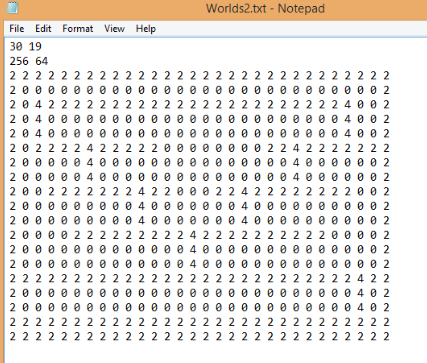 Worlds2.txt - Notepad
File Edit Format View Help
30 19
256 64
2 2 2 2 2 2 2 2 2 2 2 2 2 2 2 2 2 2 2 2 2 2 2 2 2 2 2 2 2 2
2 0 0 0 0 0 0 0 0 0 0 0 0 0 0 0 0 0 0 0 0 0 0 0 0 0 0 0 0 2
2 0 4 2 2 2 2 2 2 2 2 2 2 2 2 2 2 2 2 2 2 2 2 2 2 2 4 0 0 2
2 0 4 0 0 0 0 0 0 0 0 0 0 0 0 0 0 0 0 0 0 0 0 0 0 0 4 0 0 2
2 0 4 0 0 0 0 0 0 0 0 0 0 0 0 0 0 0 0 0 0 0 0 0 0 0 4 0 0 2
2 2 2 2 2 2 4 2 2 2 2 2 0 0 0 0 0 0 0 0 2 2 4 2 2 2 2 2 2 2
2 0 0 0 0 0 4 0 0 0 0 0 0 0 0 0 0 0 0 0 0 0 4 0 0 0 0 0 0 2
2 0 0 0 0 0 4 0 0 0 0 0 0 0 0 0 0 0 0 0 0 0 4 0 0 0 0 0 0 2
2 0 0 2 2 2 2 2 2 2 4 2 2 0 0 0 2 2 4 2 2 2 2 2 2 2 2 0 0 2
2 0 0 0 0 0 0 0 0 0 4 0 0 0 0 0 0 0 4 0 0 0 0 0 0 0 0 0 0 2
2 0 0 0 0 0 0 0 0 0 4 0 0 0 0 0 0 0 4 0 0 0 0 0 0 0 0 0 0 2
2 0 0 0 0 2 2 2 2 2 2 2 2 2 4 2 2 2 2 2 2 2 2 2 2 0 0 0 0 2
2 0 0 0 0 0 0 0 0 0 0 0 0 0 4 0 0 0 0 0 0 0 0 0 0 0 0 0 0 2
2 0 0 0 0 0 0 0 0 0 0 0 0 0 4 0 0 0 0 0 0 0 0 0 0 0 0 0 0 2
2 2 2 2 2 2 2 2 2 2 2 2 2 2 2 2 2 2 2 2 2 2 2 2 2 2 2 4 2 2
2 0 0 0 0 0 0 0 0 0 0 0 0 0 0 0 0 0 0 0 0 0 0 0 0 0 0 4 0 2
2 0 0 0 0 0 0 0 0 0 0 0 0 0 0 0 0 0 0 0 0 0 0 0 0 0 0 4 0 2
2 2 2 2 2 2 2 2 2 2 2 2 2 2 2 2 2 2 2 2 2 2 2 2 2 2 2 2 2 2
2 2 2 2 2 2 2 2 2 2 2 2 2 2 2 2 2 2 2 2 2 2 2 2 2 2 2 2 2 2